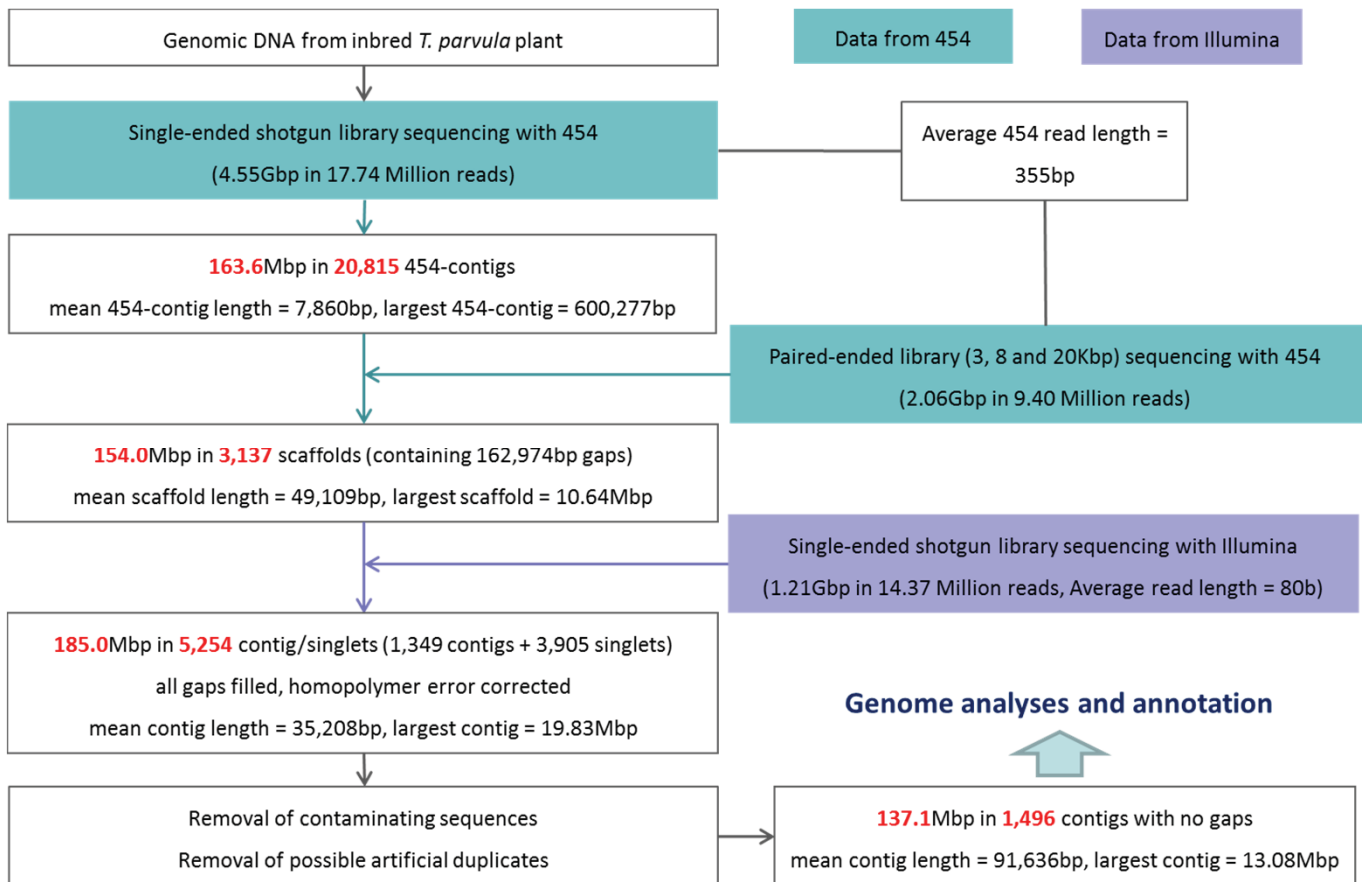 Genomic DNA from inbred T. parvula plant
Data from 454
Data from Illumina
Single-ended shotgun library sequencing with 454
(4.55Gbp in 17.74 Million reads)
Average 454 read length =
355bp
163.6Mbp in 20,815 454-contigs
mean 454-contig length = 7,860bp, largest 454-contig = 600,277bp
Paired-ended library (3, 8 and 20Kbp) sequencing with 454
(2.06Gbp in 9.40 Million reads)
154.0Mbp in 3,137 scaffolds (containing 162,974bp gaps)
mean scaffold length = 49,109bp, largest scaffold = 10.64Mbp
Single-ended shotgun library sequencing with Illumina
(1.21Gbp in 14.37 Million reads, Average read length = 80b)
185.0Mbp in 5,254 contig/singlets (1,349 contigs + 3,905 singlets)
all gaps filled, homopolymer error corrected
mean contig length = 35,208bp, largest contig = 19.83Mbp
Genome analyses and annotation
Removal of contaminating sequences
Removal of possible artificial duplicates
137.1Mbp in 1,496 contigs with no gaps
mean contig length = 91,636bp, largest contig = 13.08Mbp